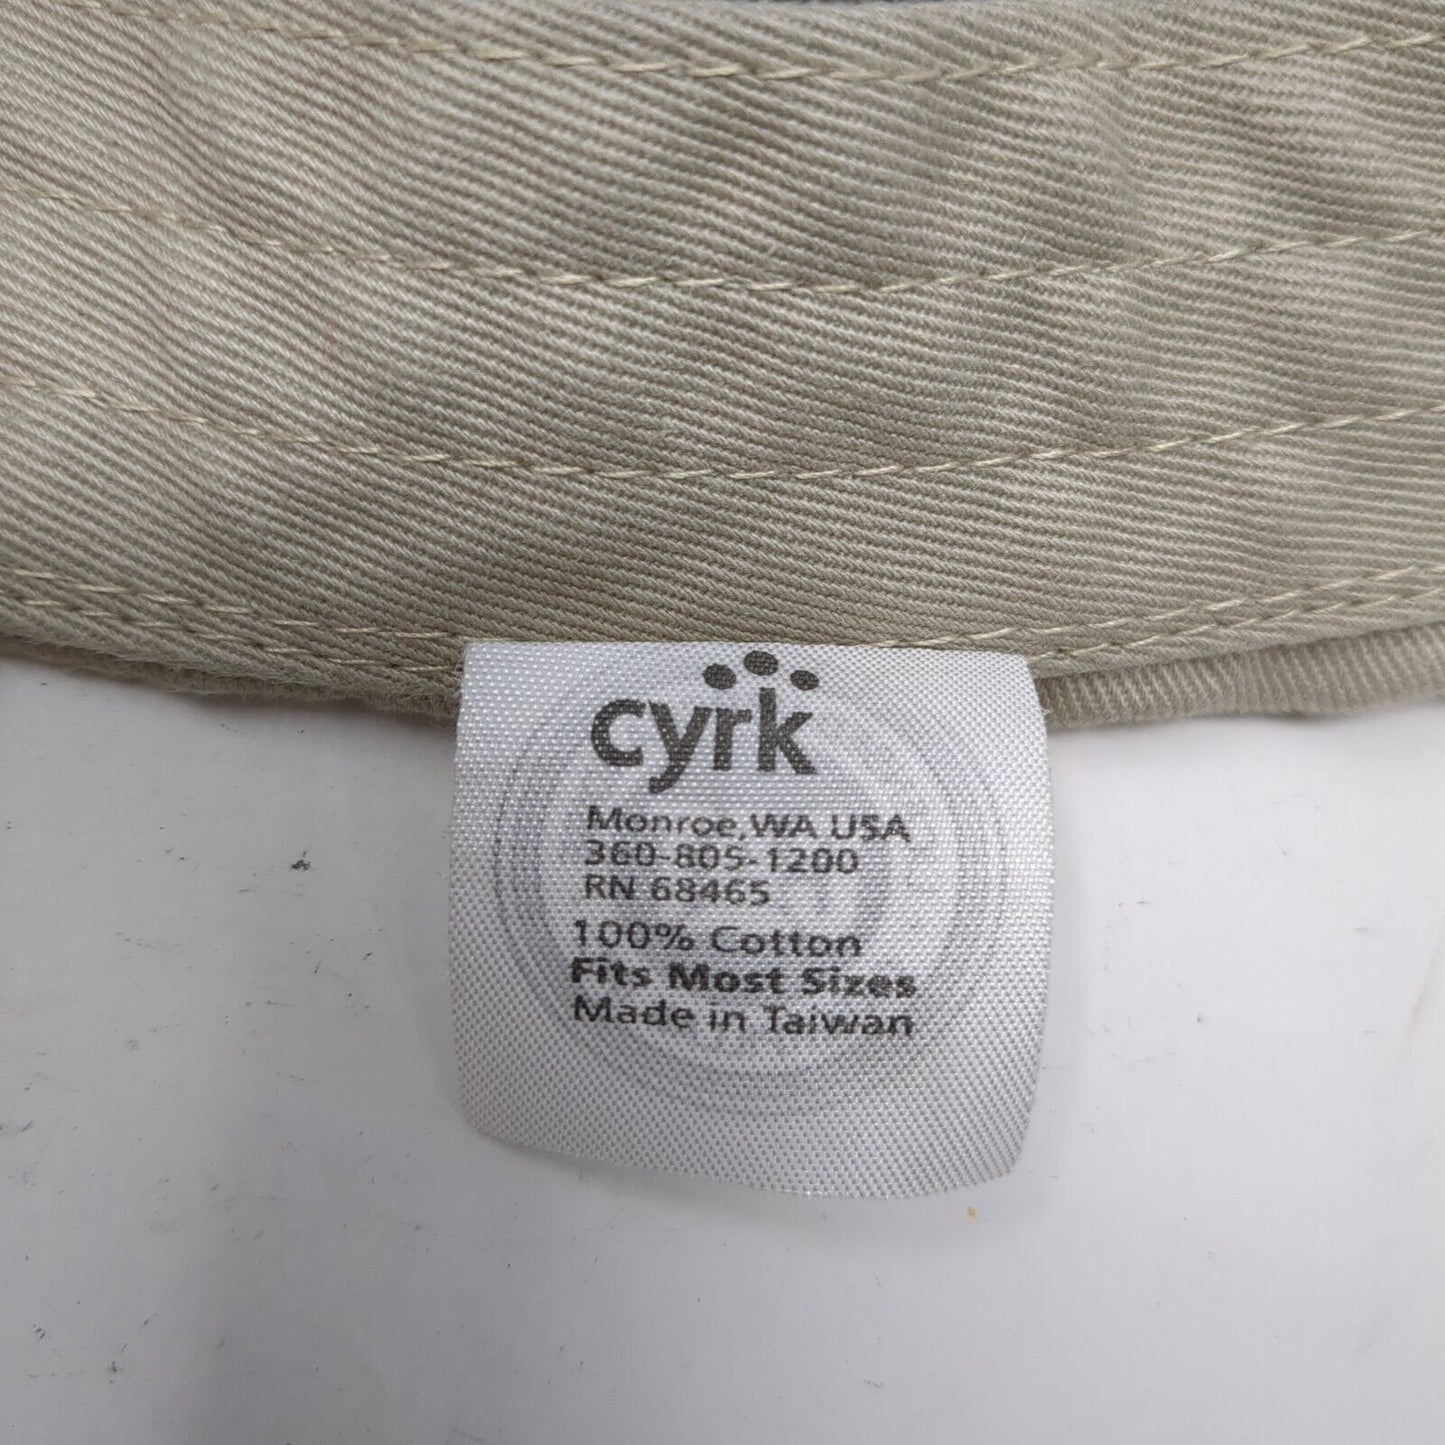 cyrk
Monroe, WA USA
360-805-1200
RN 68465
100% Cotton
Fits Most Sizes
Made in Taiwan